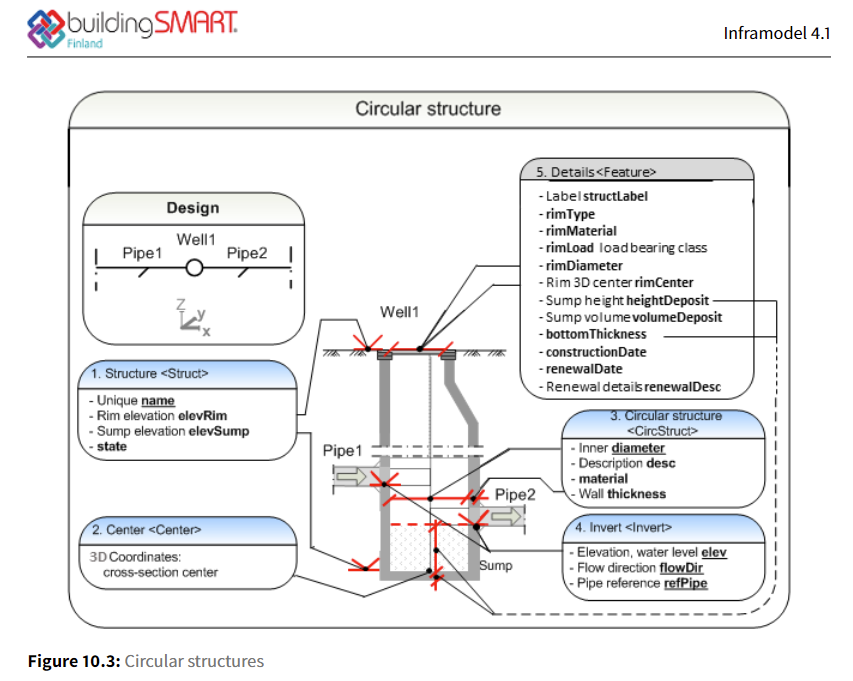 buildingSMART.
Finland
Inframodel 4.1
Circular structure
Design
Well1
Pipe1
Pipe2
Z
y
x
5. Details<Feature>
- Label structLabel
- rimType
- rimMaterial
- rimLoad load bearing class
- rimDiameter
- Rim 3D center rimCenter
- Sump height heightDeposit
- Sump volume volumeDeposit
- bottomThickness
- constructionDate
- renewalDate
- Renewal details renewalDesc
Well1
1. Structure <Struct>
- Unique name
- Rim elevation elevRim
- Sump elevation elevSump
- state
3. Circular structure
<CircStruct>
- Inner diameter
- Description desc
- material
- Wall thickness
Pipe1
Pipe2
2. Center <Center>
3D Coordinates:
cross-section center
Sump
4. Invert <Invert>
- Elevation, water level elev
- Flow direction flowDir
- Pipe reference refPipe
Figure 10.3: Circular structures